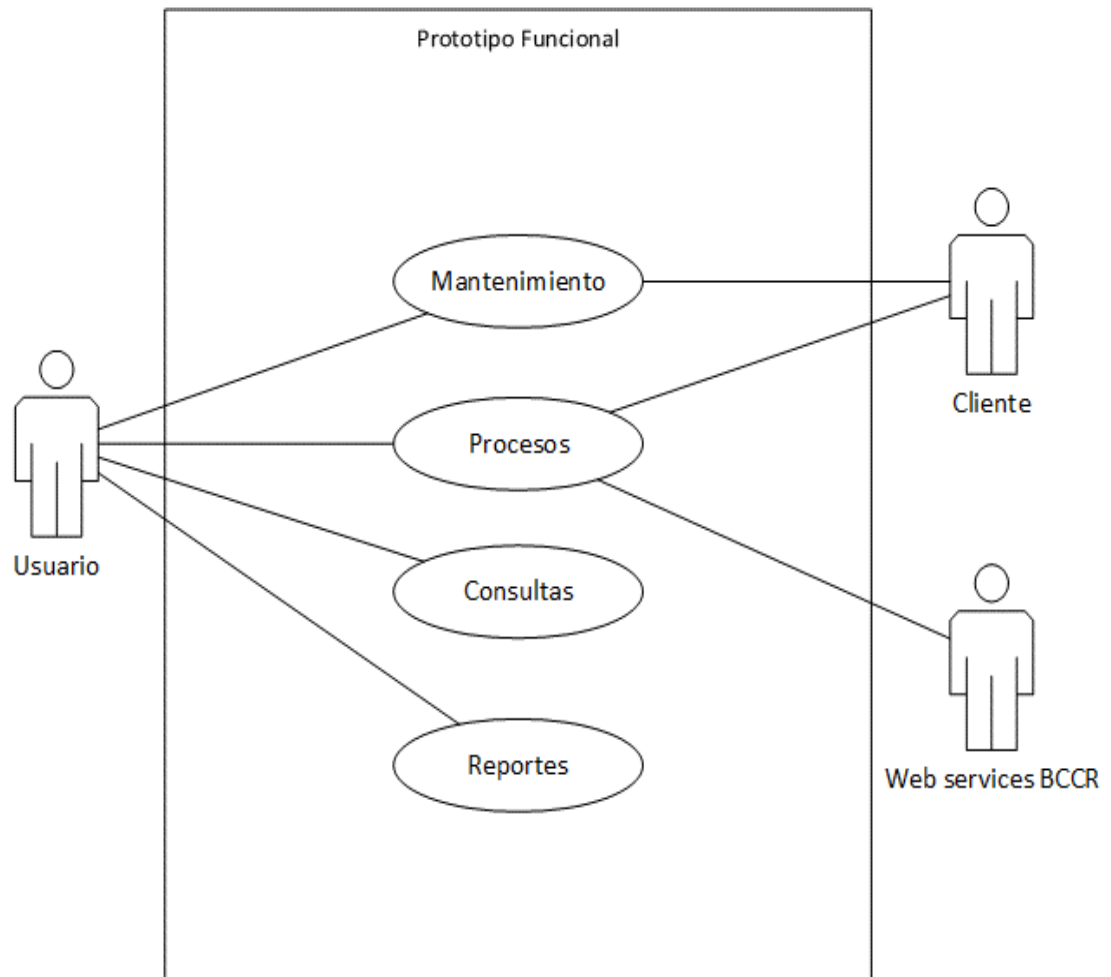 Prototipo Funcional
Mantenimiento
Cliente
Procesos
Usuario
Consultas
Reportes
Web services BCCR